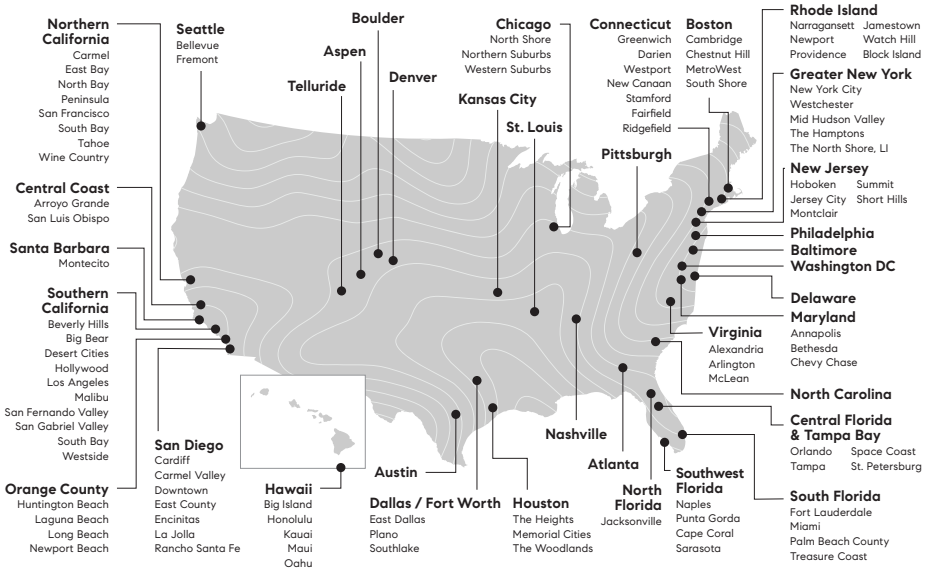 Northern
California
Carmel
East Bay
North Bay
Peninsula
San Francisco
South Bay
Tahoe
Wine Country
Central Coast
Arroyo Grande
San Luis Obispo
Santa Barbara
Montecito
Southern
California
Beverly Hills
Big Bear
Desert Cities
Hollywood
Los Angeles
Malibu
San Fernando Valley
San Gabriel Valley
South Bay
Westside
Orange County
Huntington Beach
Laguna Beach
Long Beach
Newport Beach
Seattle
Bellevue
Fremont
San Diego
Cardiff
Carmel Valley
Downtown
East County
Encinitas
La Jolla
Rancho Santa Fe
Telluride
Aspen
Boulder
Denver
Hawaii
Big Island
Honolulu
Kauai
Maui
Oahu
Austin
Dallas / Fort Worth
East Dallas
Plano
Southlake
Houston
The Heights
Memorial Cities
The Woodlands
Chicago
North Shore
Northern Suburbs
Western Suburbs
Kansas City
St. Louis
Nashville
Connecticut
Greenwich
Darien
Westport
New Canaan
Stamford
Fairfield
Ridgefield
Pittsburgh
Boston
Cambridge
Chestnut Hill
MetroWest
South Shore
Atlanta
North
Florida
Jacksonville
Southwest
Florida
Naples
Punta Gorda
Cape Coral
Sarasota
Virginia
Alexandria
Arlington
McLean
Rhode Island
Narragansett Jamestown
Newport Watch Hill
Providence Block Island
Greater New York
New York City
Westchester
Mid Hudson Valley
The Hamptons
The North Shore, LI
New Jersey
Hoboken Summit
Jersey City Short Hills
Montclair
Philadelphia
Baltimore
Washington DC
Delaware
Maryland
Annapolis
Bethesda
Chevy Chase
North Carolina
Central Florida
& Tampa Bay
Orlando Space Coast
Tampa St. Petersburg
South Florida
Fort Lauderdale
Miami
Palm Beach County
Treasure Coast